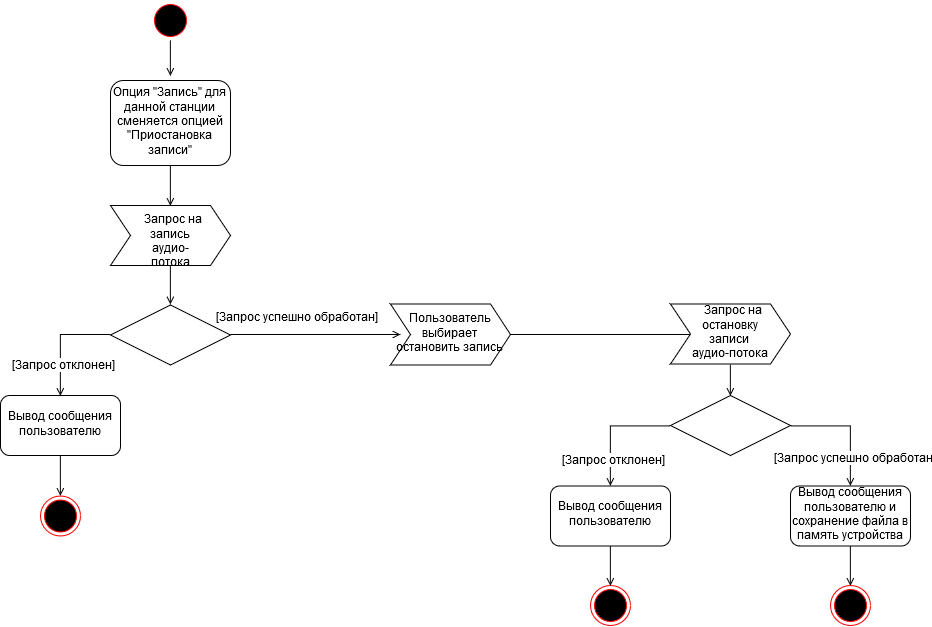 Опция "Запись" для
данной станции
сменяется опцией
"Приостановка
записи"
Запрос на
запись
аудио-
потока
[Запрос успешно обработан]
Пользователь
выбирает
остановить запись
Запрос на
остановку
записи
аудио-потока
[Запрос отклонен]
Вывод сообщения
пользователю
[Запрос отклонен]
[Запрос успешно обработан
Вывод сообщения
пользователю
Вывод сообщения
пользователю и
сохранение файла в
память устройства